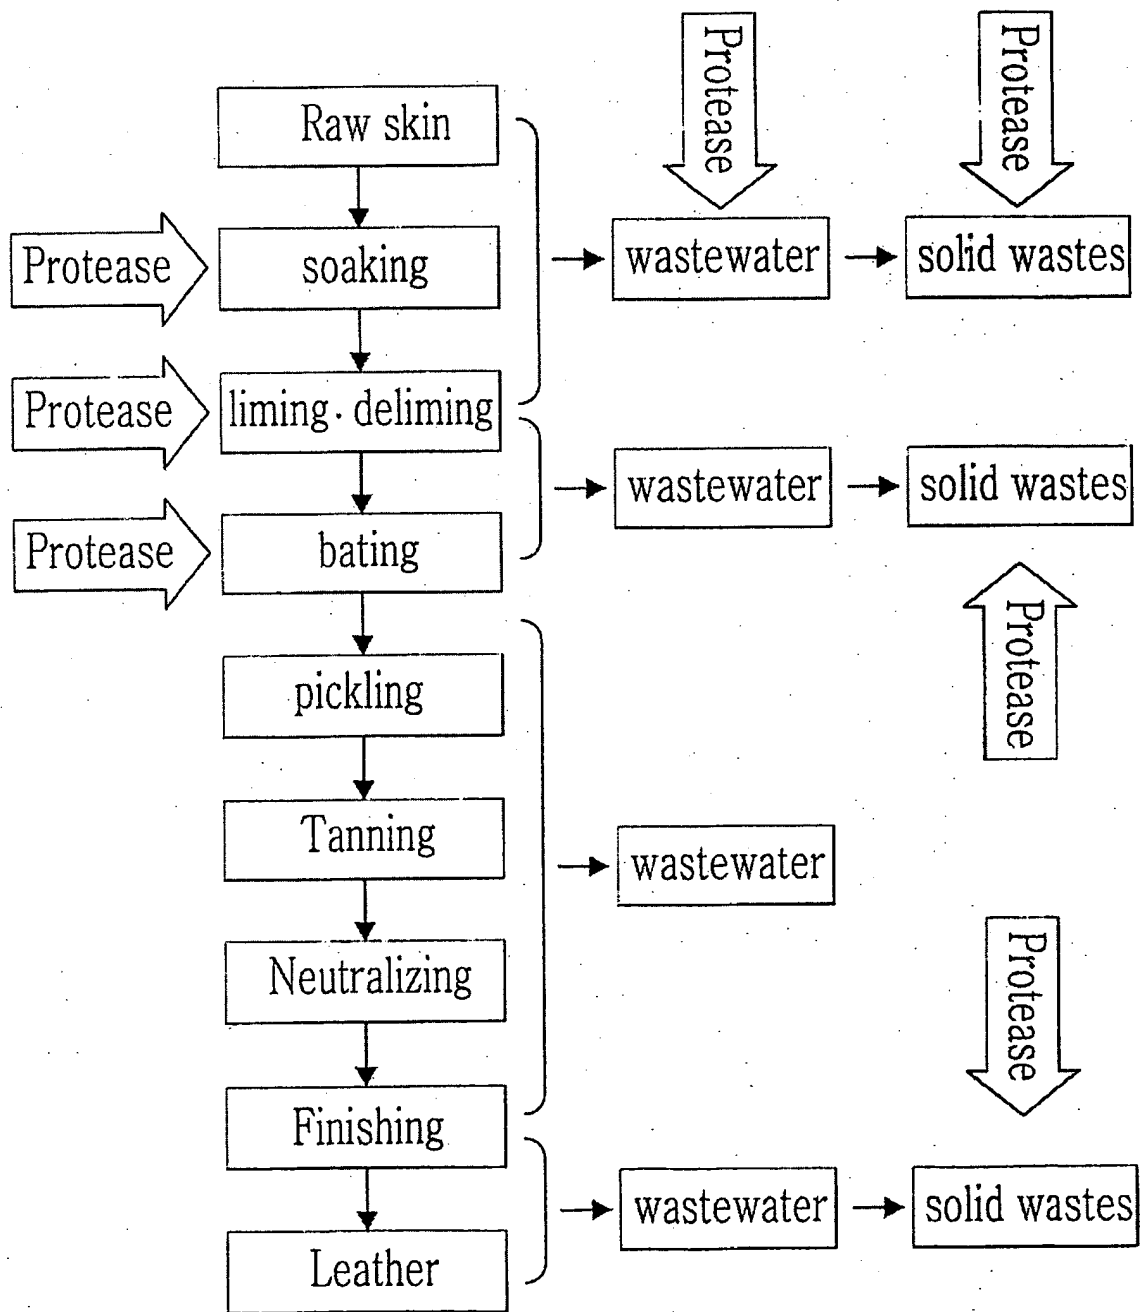 Protease
Protease
Raw skin
Protease
soaking
wastewater
solid wastes
Protease
liming · deliming
wastewater
solid wastes
Protease
bating
Protease
pickling
Tanning
wastewater
Protease
Neutralizing
Finishing
wastewater
solid wastes
Leather